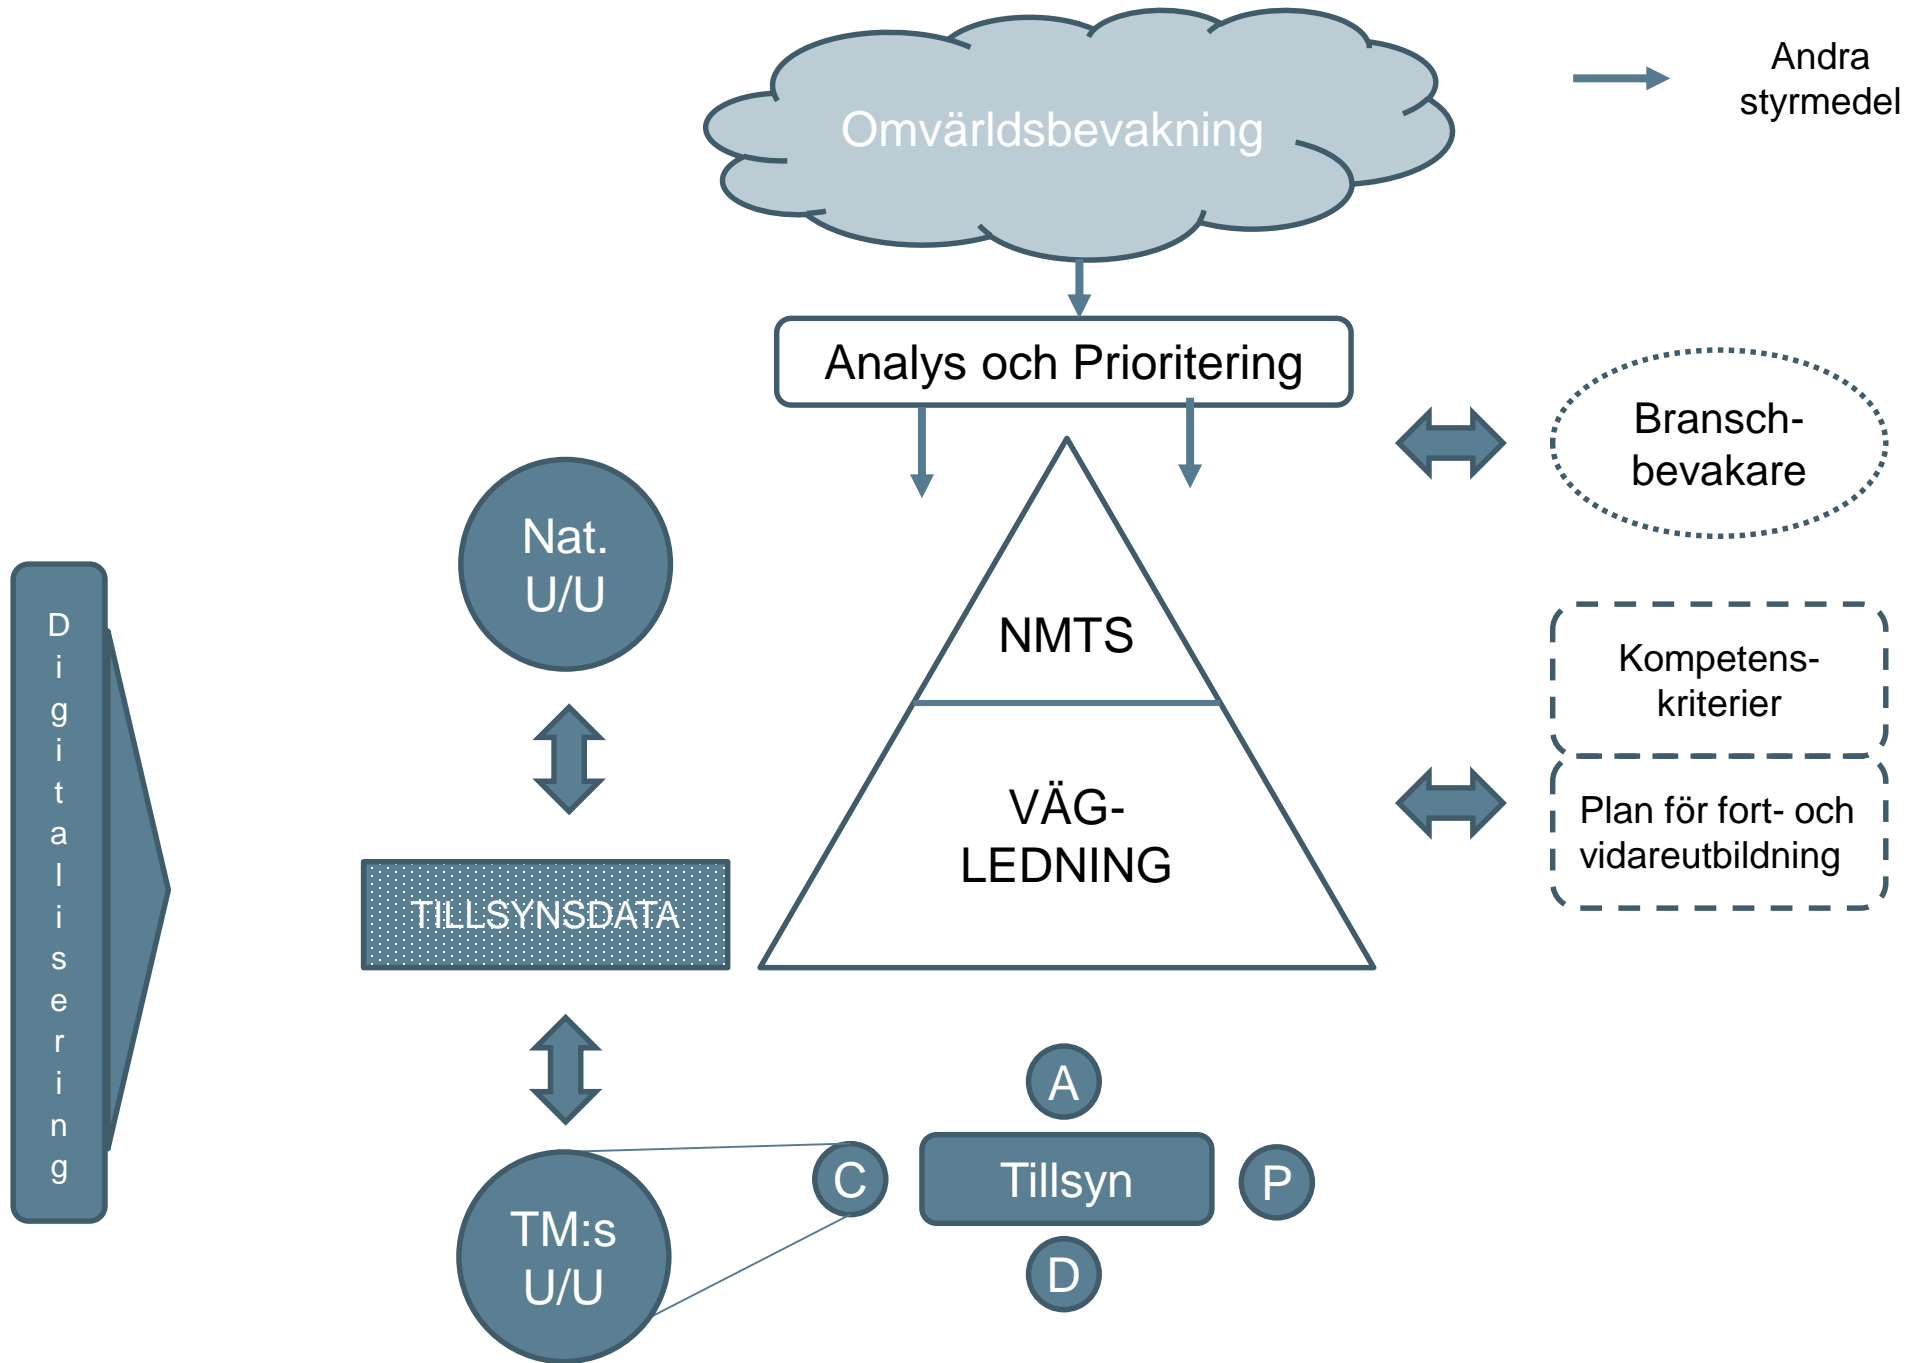 Omvärldsbevakning
Andra
styrmedel
Analys och Prioritering
Bransch-
bevakare
Nat.
U/U
Digitalisering
NMTS
Kompetens-
kriterier
VÄG-
LEDNING
Plan för fort- och
vidareutbildning
TILLSYNSDATA
A
C
Tillsyn
P
D
TM:s
U/U